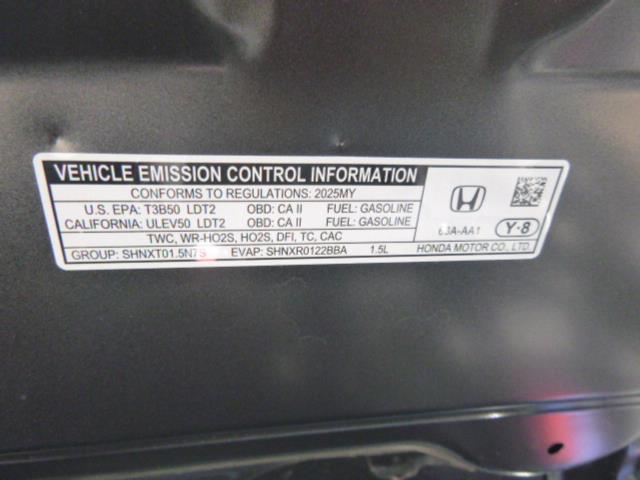 VEHICLE EMISSION CONTROL INFORMATION
CONFORMS TO REGULATIONS: 2025MY
U.S. EPA: T3B50 LDT2 OBD: CA II FUEL: GASOLINE
CALIFORNIA: ULEV50 LDT2 OBD: CA II FUEL: GASOLINE
TWC, WR-HO2S, HO2S, DFI, TC, CAC
GROUP: SHNXT01.5N7S EVAP: SHNXR0122BBA 1.5L
63A-AA1 Y-8
HONDA MOTOR CO., LTD.